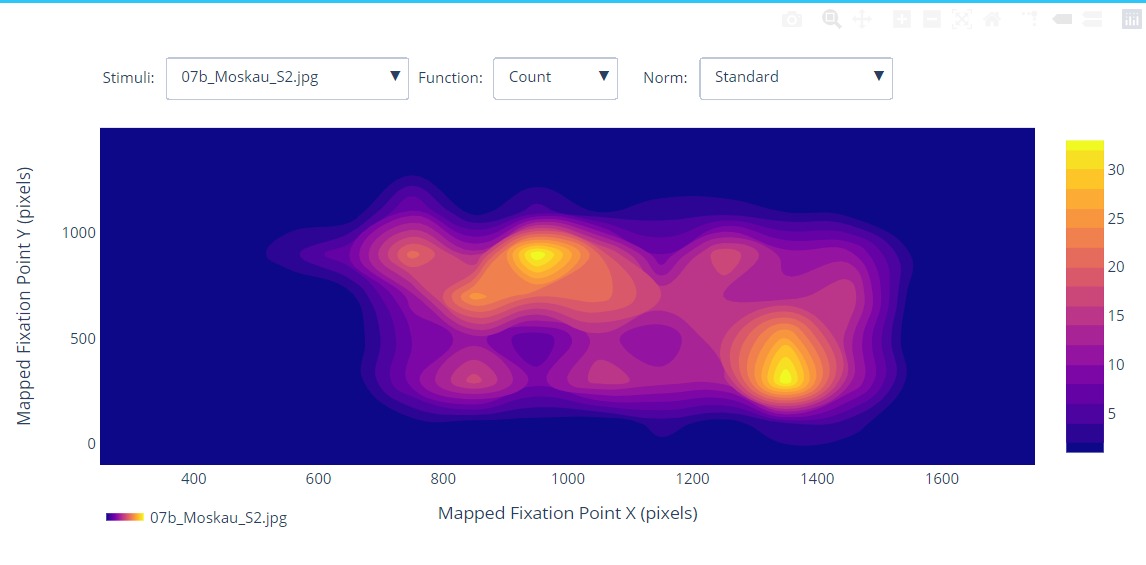 Stimuli: 07b_Moskau_S2.jpg ▼ Function: Count ▼ Norm: Standard ▼
Mapped Fixation Point Y (pixels)
1000
500
0
30
25
20
15
10
5
400 600 800 1000 1200 1400 1600
Mapped Fixation Point X (pixels)
07b_Moskau_S2.jpg